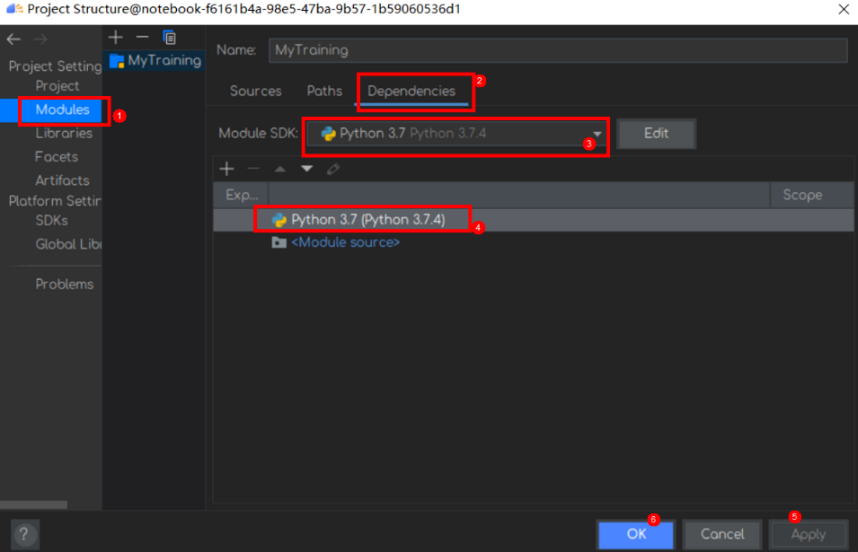 Project Structure@notebook-f6161b4a-98e5-47ba-9b57-1b59060536d1
Project Setting
Project
Modules
1
Libraries
Facets
Artifacts
Platform Settin
SDKs
Global Lib
Problems
MyTraining
Name: MyTraining
Sources Paths Dependencies 2
Module SDK: Python 3.7 Python 3.7.4 3 Edit
Exp... Scope
Python 3.7 (Python 3.7.4) 4
<Module source>
? OK 6 Cancel Apply 5